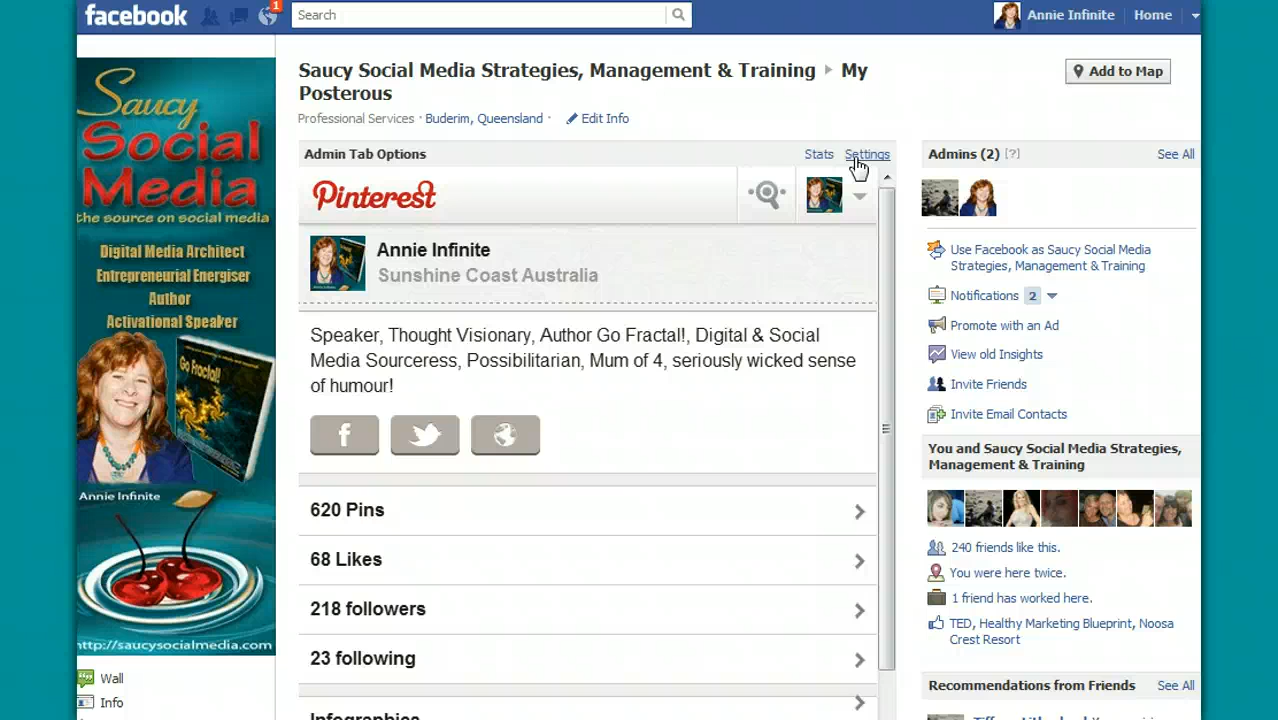 facebook
1
Search
Annie Infinite
Home
Saucy
Social
Media
the source on social media
Digital Media Architect
Entrepreneurial Energiser
Author
Activational Speaker
Go Fractal!
Annie Infinite
http://saucysocialmedia.com
Wall
Info
Saucy Social Media Strategies, Management & Training ▸ My
Posterous
Professional Services · Buderim, Queensland · Edit Info
Add to Map
Admin Tab Options
Stats Settings
Pinterest
Annie Infinite
Sunshine Coast Australia
Speaker, Thought Visionary, Author Go Fractal!, Digital & Social
Media Sourceress, Possibilitarian, Mum of 4, seriously wicked sense
of humour!
620 Pins
68 Likes
218 followers
23 following
Infographics
Admins (2) [?] See All
Use Facebook as Saucy Social Media
Strategies, Management & Training
Notifications 2
Promote with an Ad
View old Insights
Invite Friends
Invite Email Contacts
You and Saucy Social Media Strategies,
Management & Training
240 friends like this.
You were here twice.
1 friend has worked here.
TED, Healthy Marketing Blueprint, Noosa
Crest Resort
Recommendations from Friends See All